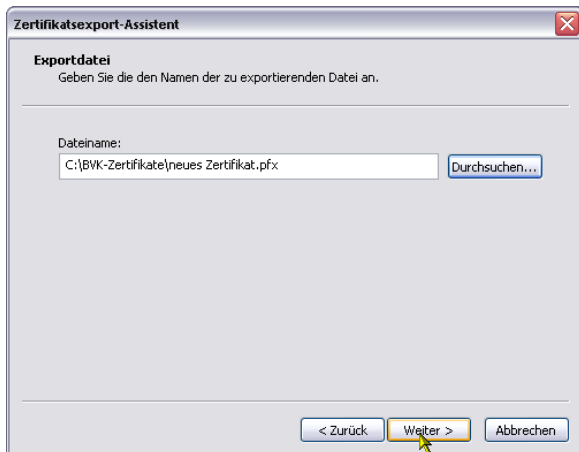 Zertifikatsexport-Assistent
Exportdatei
Geben Sie die den Namen der zu exportierenden Datei an.
Dateiname:
C:\BVK-Zertifikate\neues Zertifikat.pfx
Durchsuchen...
< Zurück
Weiter >
Abbrechen